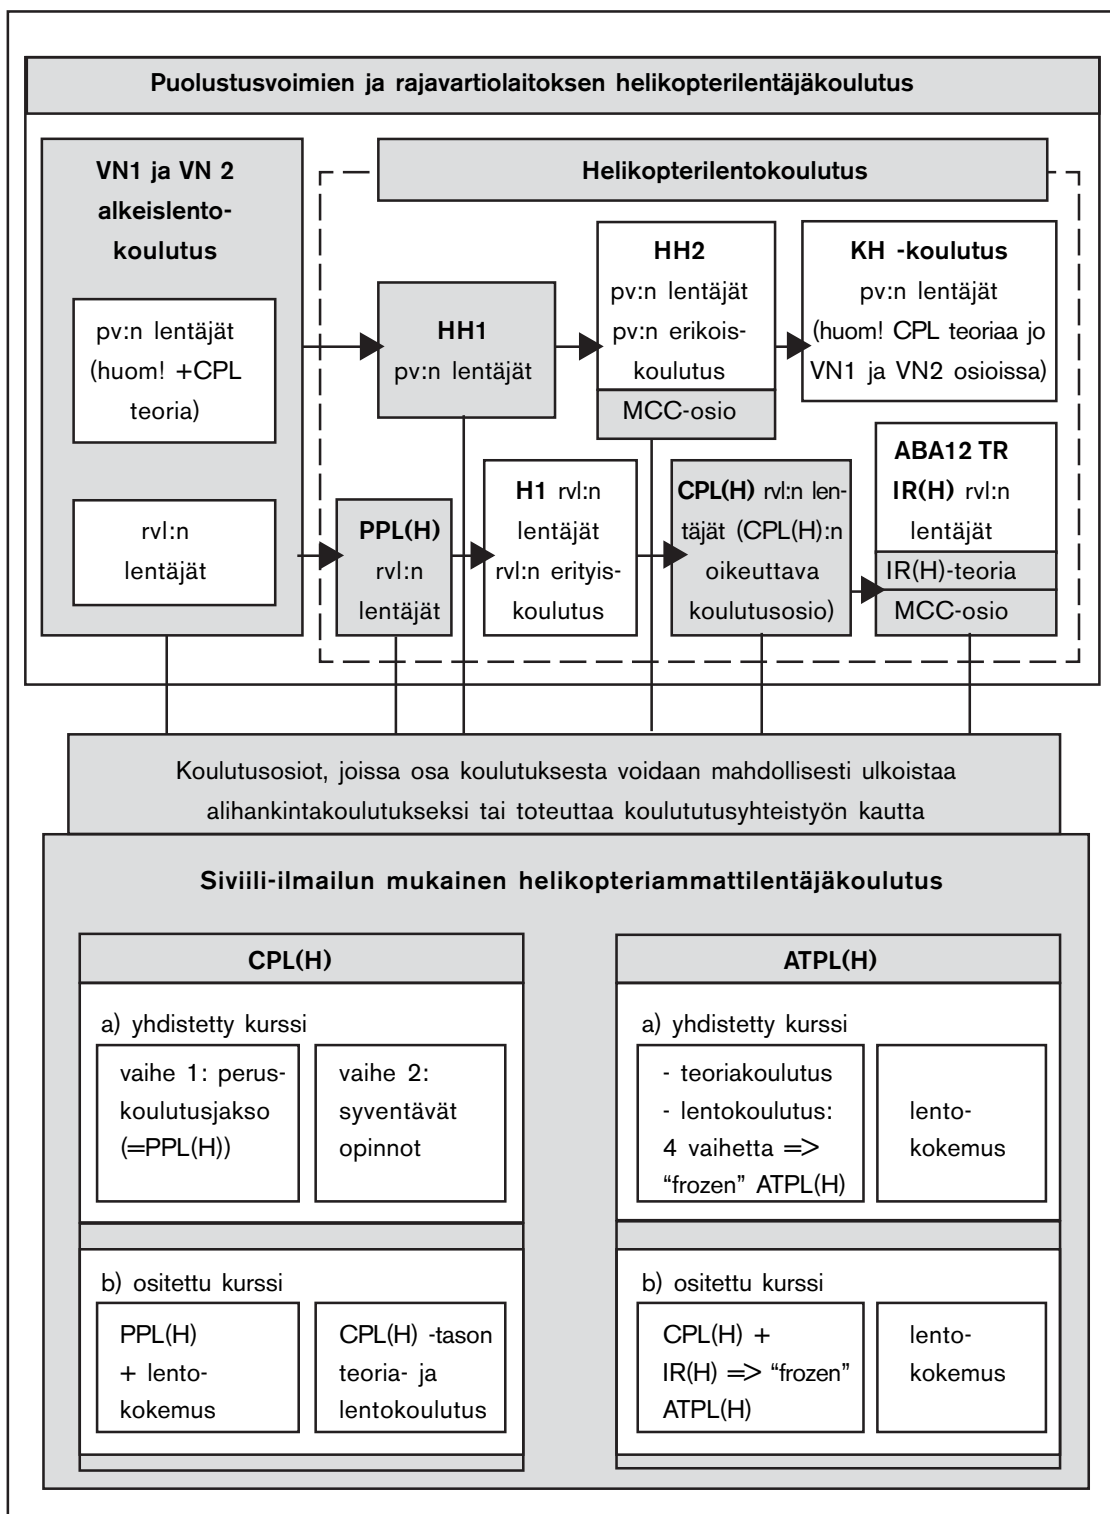 Puolustusvoimien ja rajavartiolaitoksen helikopterilentäjäkoulutus
VN1 ja VN 2
alkeislento-
koulutus
pv:n lentäjät
(huom! +CPL
teoria)
rvl:n
lentäjät
Helikopterilentokoulutus
HH1
pv:n lentäjät
HH2
pv:n lentäjät
pv:n erikois-
koulutus
MCC-osio
KH -koulutus
pv:n lentäjät
(huom! CPL teoriaa jo
VN1 ja VN2 osioissa)
PPL(H)
rvl:n
lentäjät
H1 rvl:n
lentäjät
rvl:n erityis-
koulutus
CPL(H) rvl:n len-
täjät (CPL(H):n
oikeuttava
koulutusosio)
ABA12 TR
IR(H) rvl:n
lentäjät
IR(H)-teoria
MCC-osio
Koulutusosiot, joissa osa koulutuksesta voidaan mahdollisesti ulkoistaa
alihankintakoulutukseksi tai toteuttaa koulututusyhteistyön kautta
Siviili-ilmailun mukainen helikopteriammattilentäjäkoulutus
CPL(H)
a) yhdistetty kurssi
vaihe 1: perus-
koulutusjakso
(=PPL(H))
vaihe 2:
syventävät
opinnot
b) ositettu kurssi
PPL(H)
+ lento-
kokemus
CPL(H) -tason
teoria- ja
lentokoulutus
ATPL(H)
a) yhdistetty kurssi
- teoriakoulutus
- lentokoulutus:
4 vaihetta =>
“frozen” ATPL(H)
lento-
kokemus
b) ositettu kurssi
CPL(H) +
IR(H) => “frozen”
ATPL(H)
lento-
kokemus